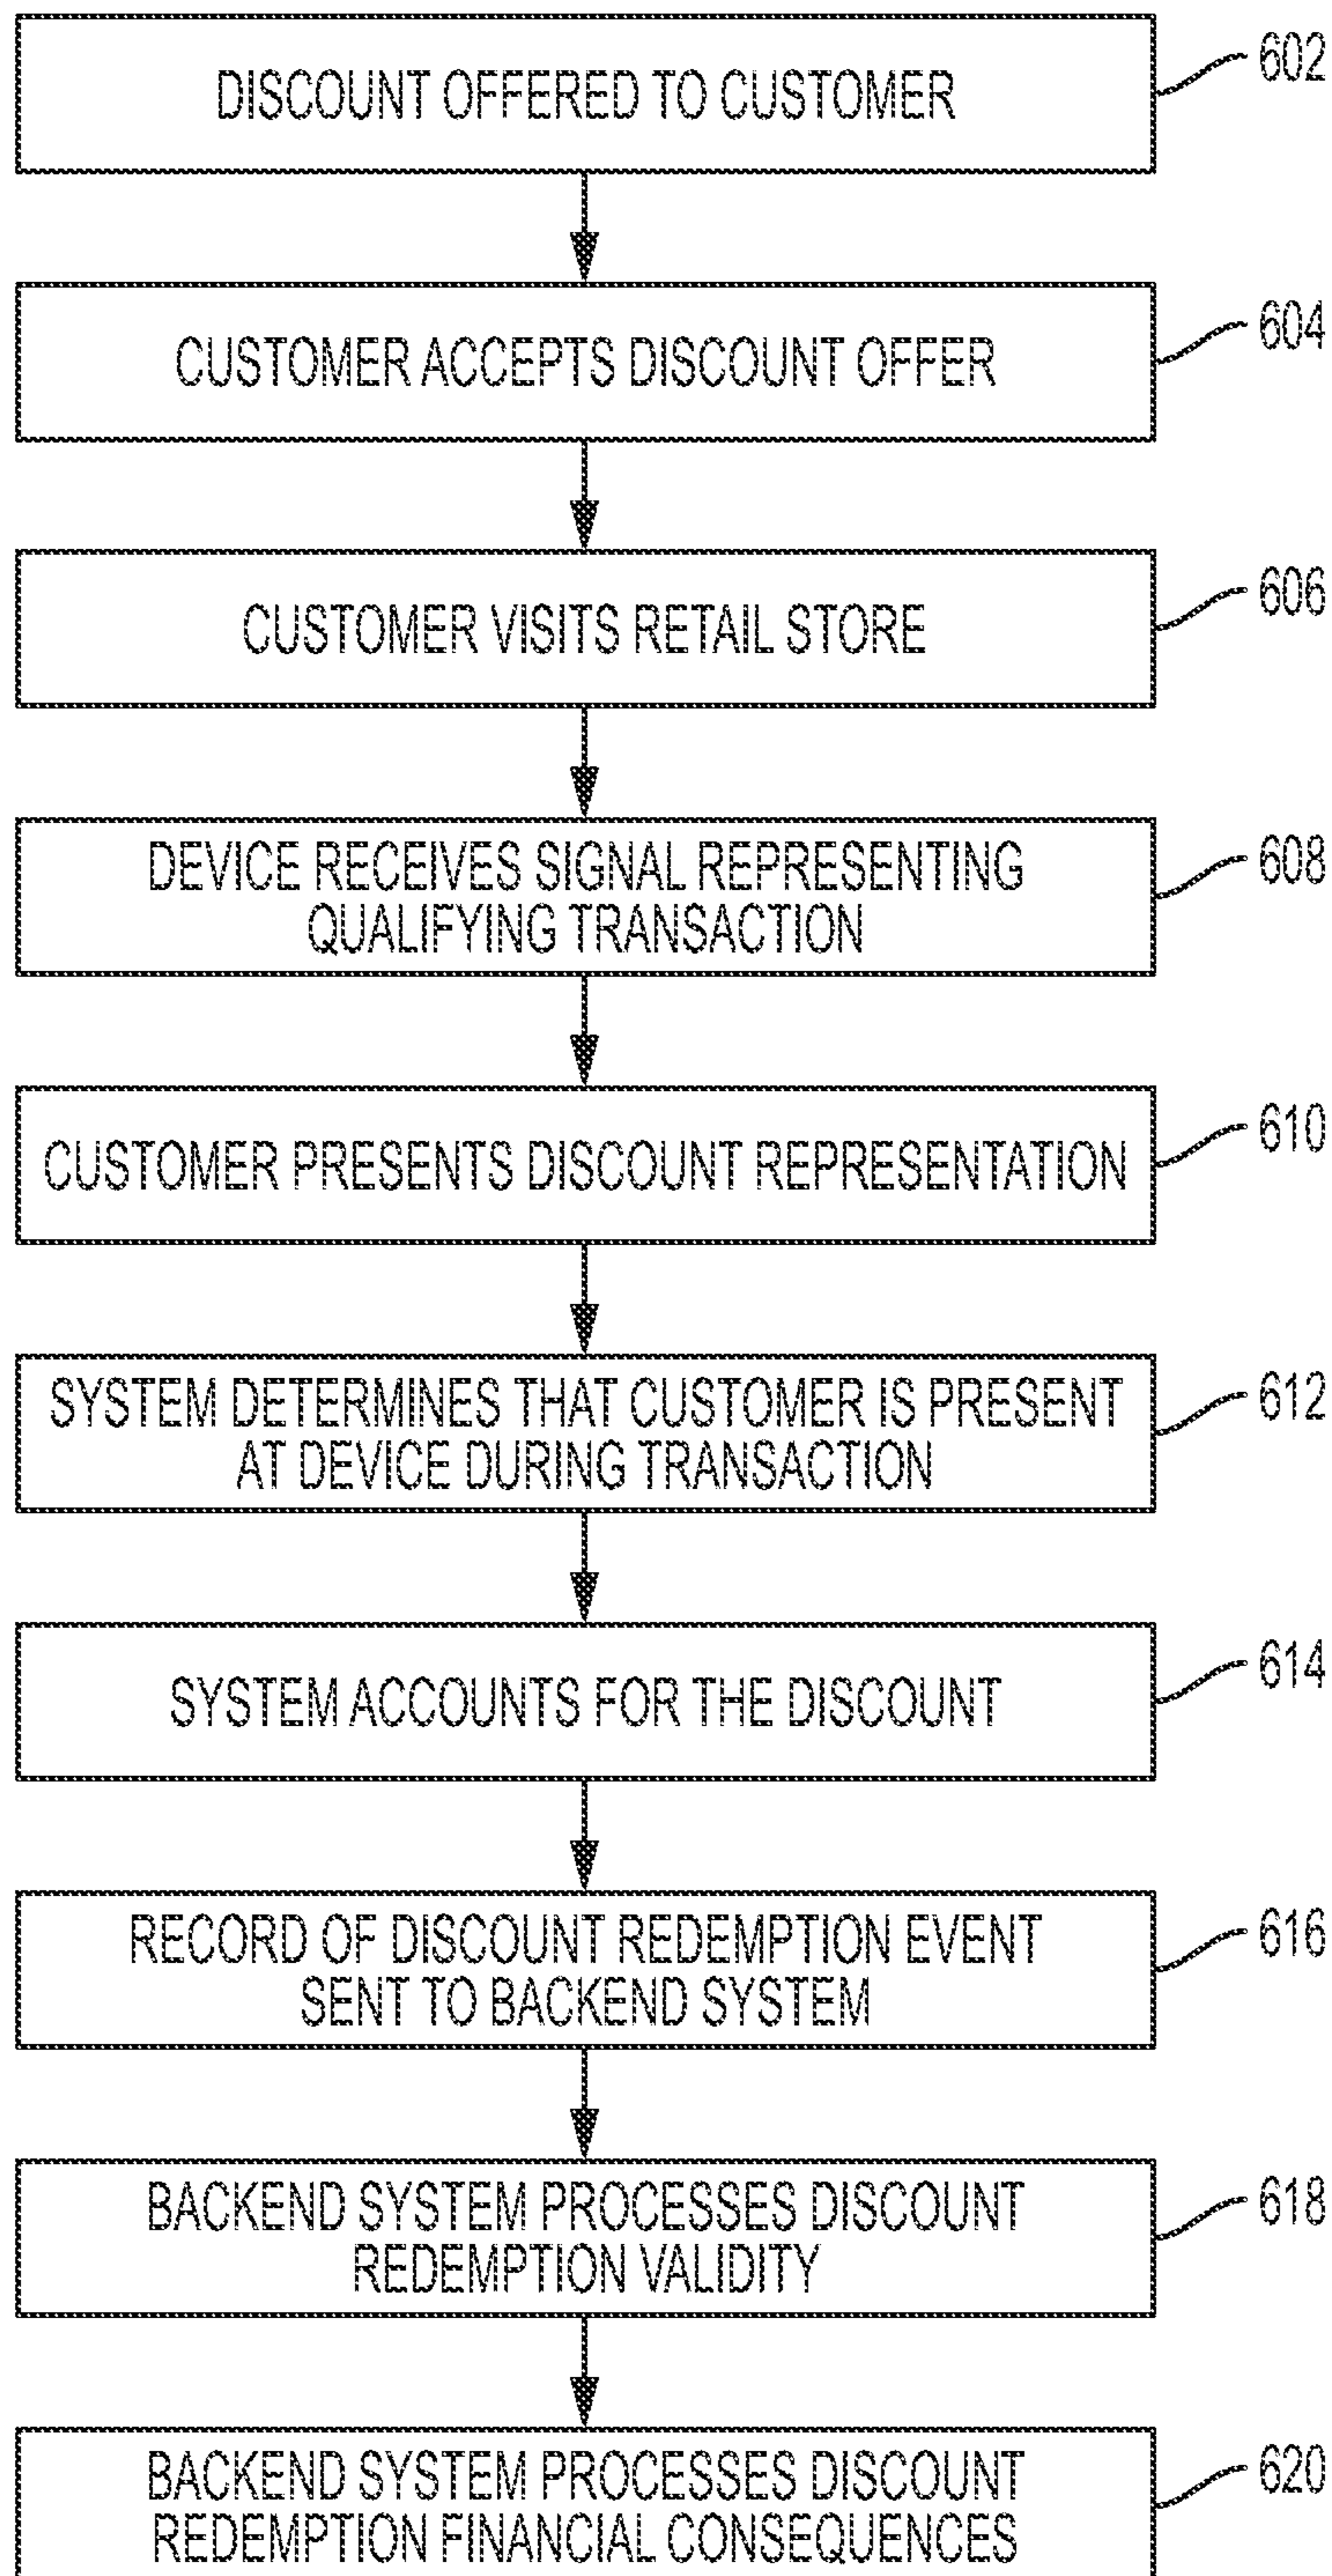 DISCOUNT OFFERED TO CUSTOMER
602
CUSTOMER ACCEPTS DISCOUNT OFFER
604
CUSTOMER VISITS RETAIL STORE
606
DEVICE RECEIVES SIGNAL REPRESENTING
QUALIFYING TRANSACTION
608
CUSTOMER PRESENTS DISCOUNT REPRESENTATION
610
SYSTEM DETERMINES THAT CUSTOMER IS PRESENT
AT DEVICE DURING TRANSACTION
612
SYSTEM ACCOUNTS FOR THE DISCOUNT
614
RECORD OF DISCOUNT REDEMPTION EVENT
SENT TO BACKEND SYSTEM
616
BACKEND SYSTEM PROCESSES DISCOUNT
REDEMPTION VALIDITY
618
BACKEND SYSTEM PROCESSES DISCOUNT
REDEMPTION FINANCIAL CONSEQUENCES
620